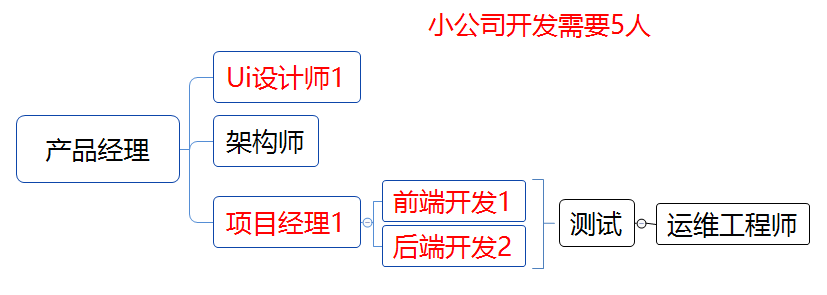 小公司开发需要5人
Ui设计师1
产品经理
架构师
项目经理1
前端开发1
后端开发2
测试
运维工程师